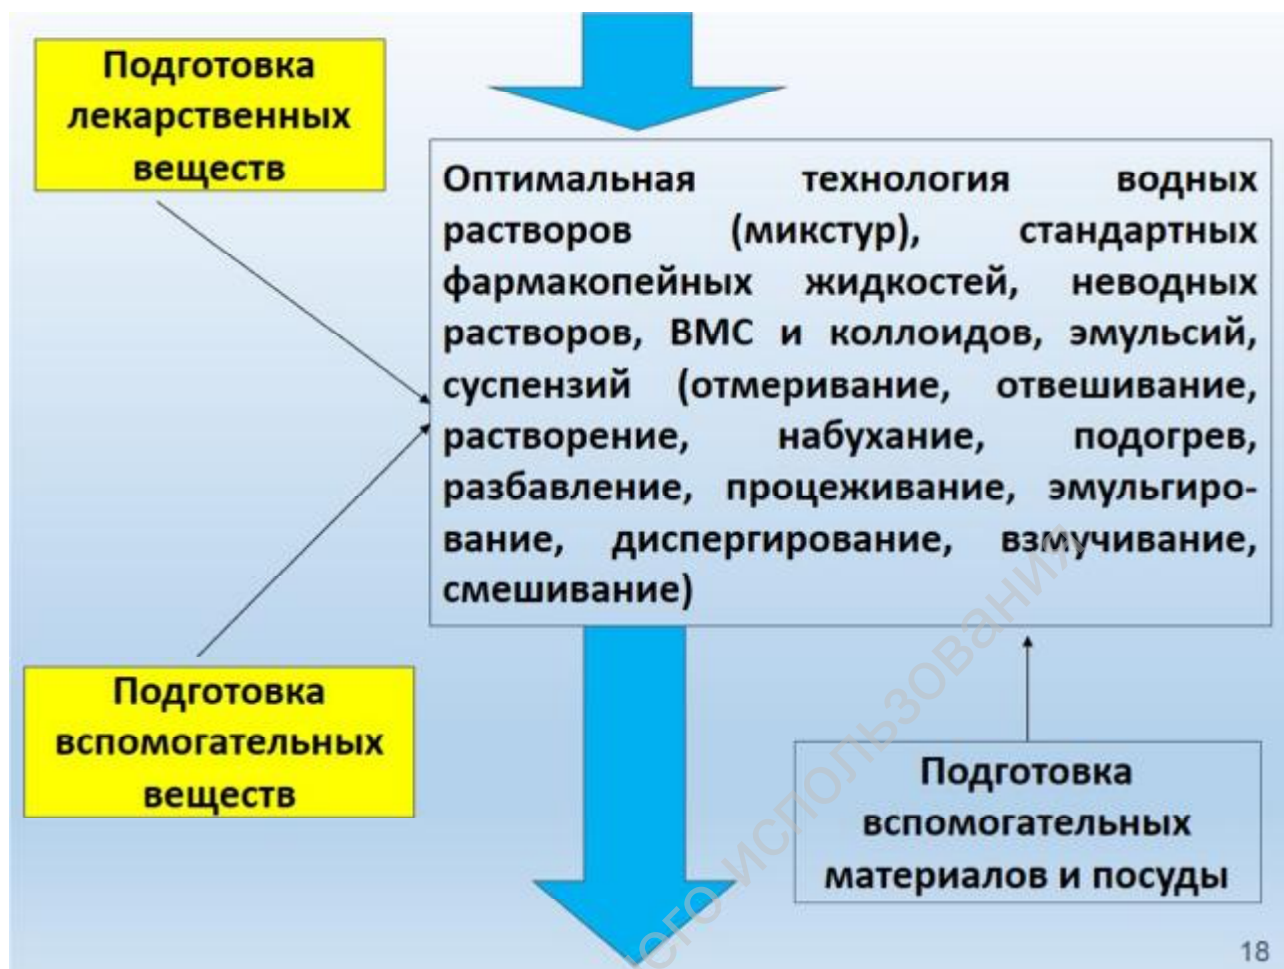 Подготовка
лекарственных
веществ
Оптимальная технология водных
растворов (микстур), стандартных
фармакопейных жидкостей, неводных
растворов, ВМС и коллоидов, эмульсий,
суспензий (отмеривание, отвешивание,
растворение, набухание, подогрев,
разбавление, процеживание, эмульгиро-
вание, диспергирование, взмучивание,
смешивание)
Подготовка
вспомогательных
веществ
Подготовка
вспомогательных
материалов и посуды
использования
18